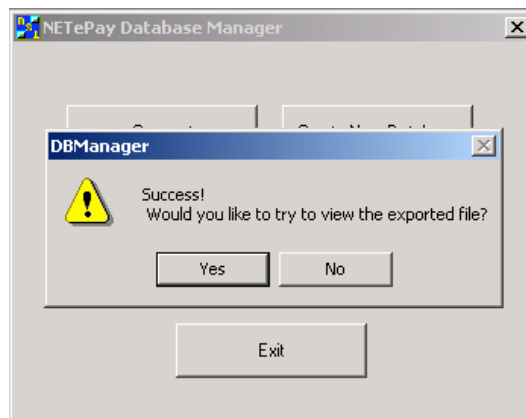 NETePay Database Manager
DBManager
Success!
Would you like to try to view the exported file?
Yes
No
Exit